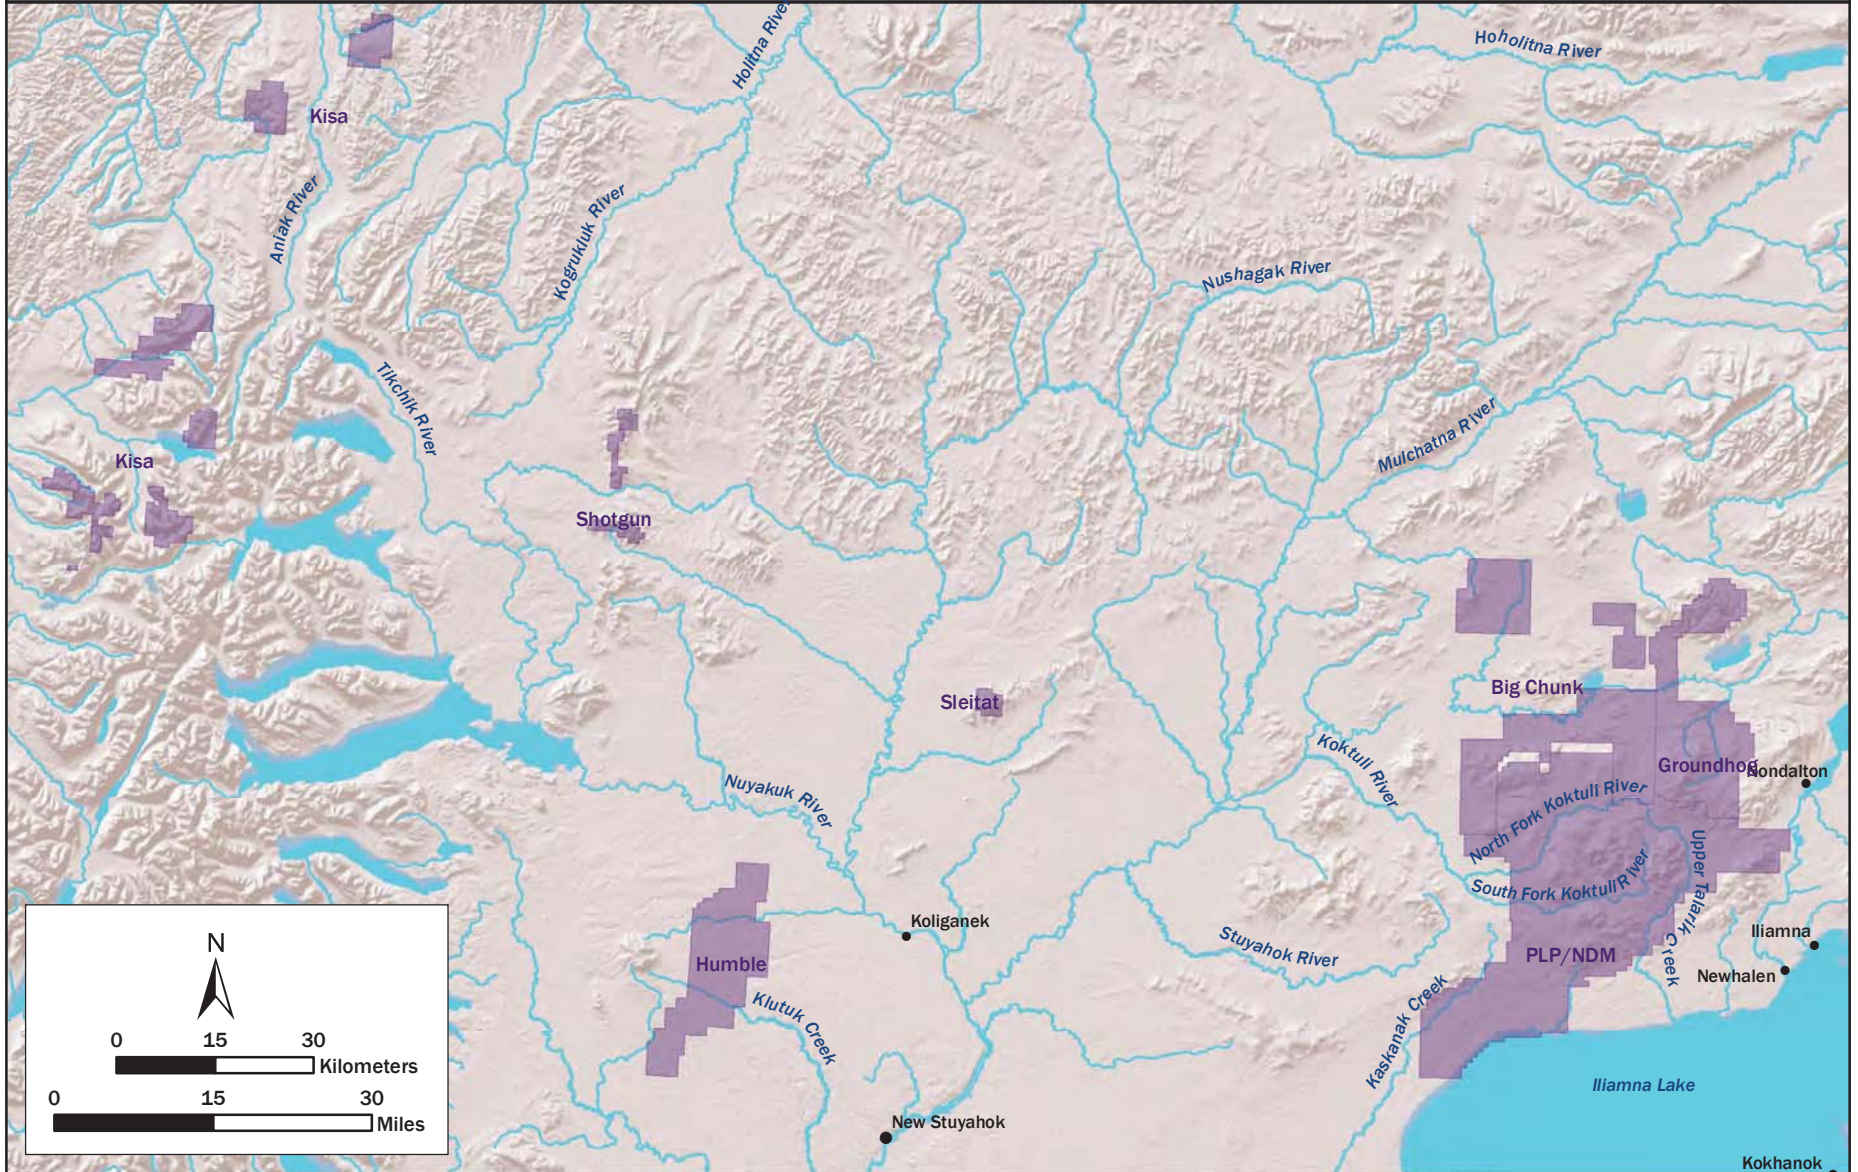 Holitna River
Hoholitna River
Kisa
Aniak River
Kogrukluk River
Nushagak River
Tikchik River
Mulchatna River
Kisa
Shotgun
Big Chunk
Sleitat
Koktuli River
Groundhog
Nondalton
Nuyakuk River
North Fork Koktuli River
Upper Talarik Creek
South Fork Koktuli River
Koliganek
Stuyahok River
Iliamna
PLP/NDM
Humble
Newhalen
Klutuk Creek
Kaskanak Creek
Iliamna Lake
New Stuyahok
Kokhanok
N
0 15 30
Kilometers
0 15 30
Miles